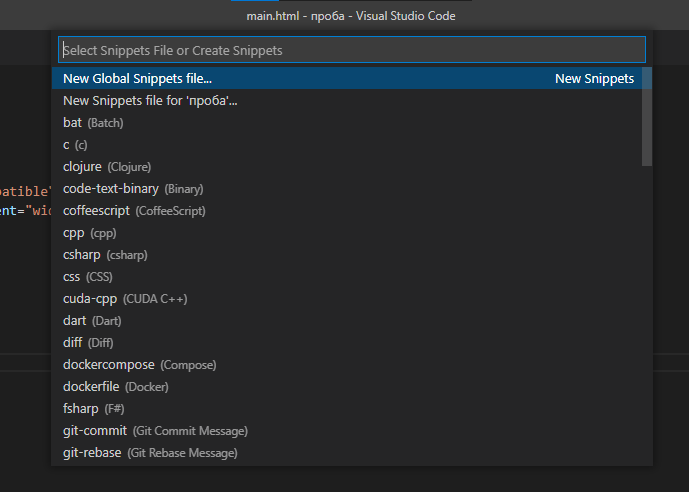 main.html - проба - Visual Studio Code
Select Snippets File or Create Snippets
New Global Snippets file... New Snippets
New Snippets file for 'проба'...
bat (Batch)
c (c)
clojure (Clojure)
code-text-binary (Binary)
patible"
coffeescript (CoffeeScript)
ent="wid
cpp (cpp)
csharp (csharp)
css (CSS)
cuda-cpp (CUDA C++)
dart (Dart)
diff (Diff)
dockercompose (Compose)
dockerfile (Docker)
fsharp (F#)
git-commit (Git Commit Message)
git-rebase (Git Rebase Message)